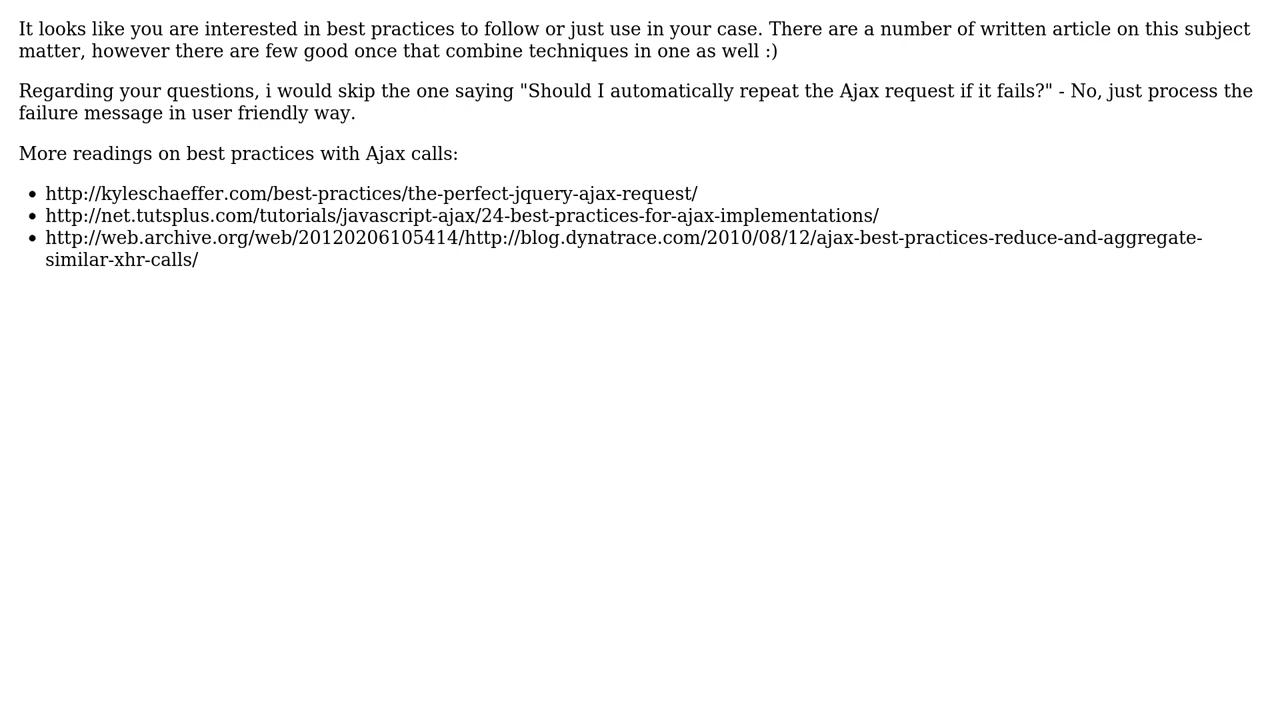 It looks like you are interested in best practices to follow or just use in your case. There are a number of written article on this subject
matter, however there are few good once that combine techniques in one as well :)
Regarding your questions, i would skip the one saying "Should I automatically repeat the Ajax request if it fails?" - No, just process the
failure message in user friendly way.
More readings on best practices with Ajax calls:
• http://kyleschaeffer.com/best-practices/the-perfect-jquery-ajax-request/
• http://net.tutsplus.com/tutorials/javascript-ajax/24-best-practices-for-ajax-implementations/
• http://web.archive.org/web/20120206105414/http://blog.dynatrace.com/2010/08/12/ajax-best-practices-reduce-and-aggregate-
similar-xhr-calls/